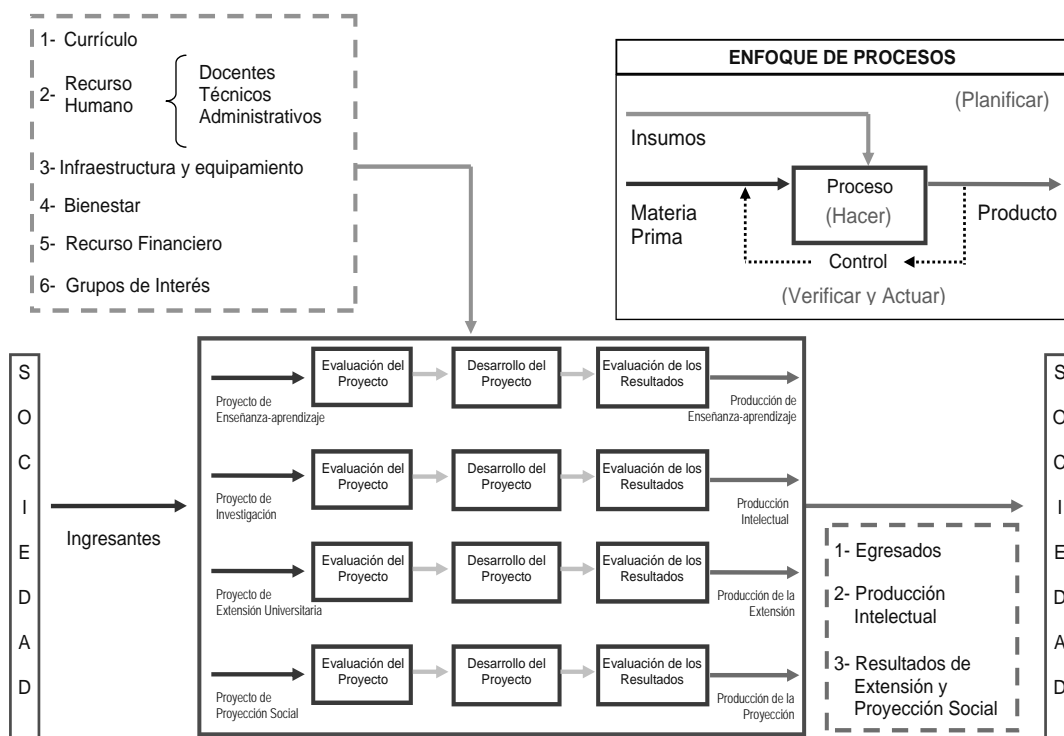 1- Currículo
2- Recurso
Humano
Docentes
Técnicos
Administrativos
3- Infraestructura y equipamiento
4- Bienestar
5- Recurso Financiero
6- Grupos de Interés
ENFOQUE DE PROCESOS
(Planificar)
Insumos
Materia
Prima
Proceso
(Hacer)
Producto
Control
(Verificar y Actuar)
S
O
C
I
E
D
A
D
Ingresantes
Proyecto de
Enseñanza-aprendizaje
Evaluación del
Proyecto
Desarrollo del
Proyecto
Evaluación de los
Resultados
Producción de
Enseñanza-aprendizaje
Proyecto de
Investigación
Evaluación del
Proyecto
Desarrollo del
Proyecto
Evaluación de los
Resultados
Producción
Intelectual
Proyecto de
Extensión Universitaria
Evaluación del
Proyecto
Desarrollo del
Proyecto
Evaluación de los
Resultados
Producción de la
Extensión
Proyecto de
Proyección Social
Evaluación del
Proyecto
Desarrollo del
Proyecto
Evaluación de los
Resultados
Producción de la
Proyección
1- Egresados
2- Producción
Intelectual
3- Resultados de
Extensión y
Proyección Social
S
O
C
I
E
D
A
D